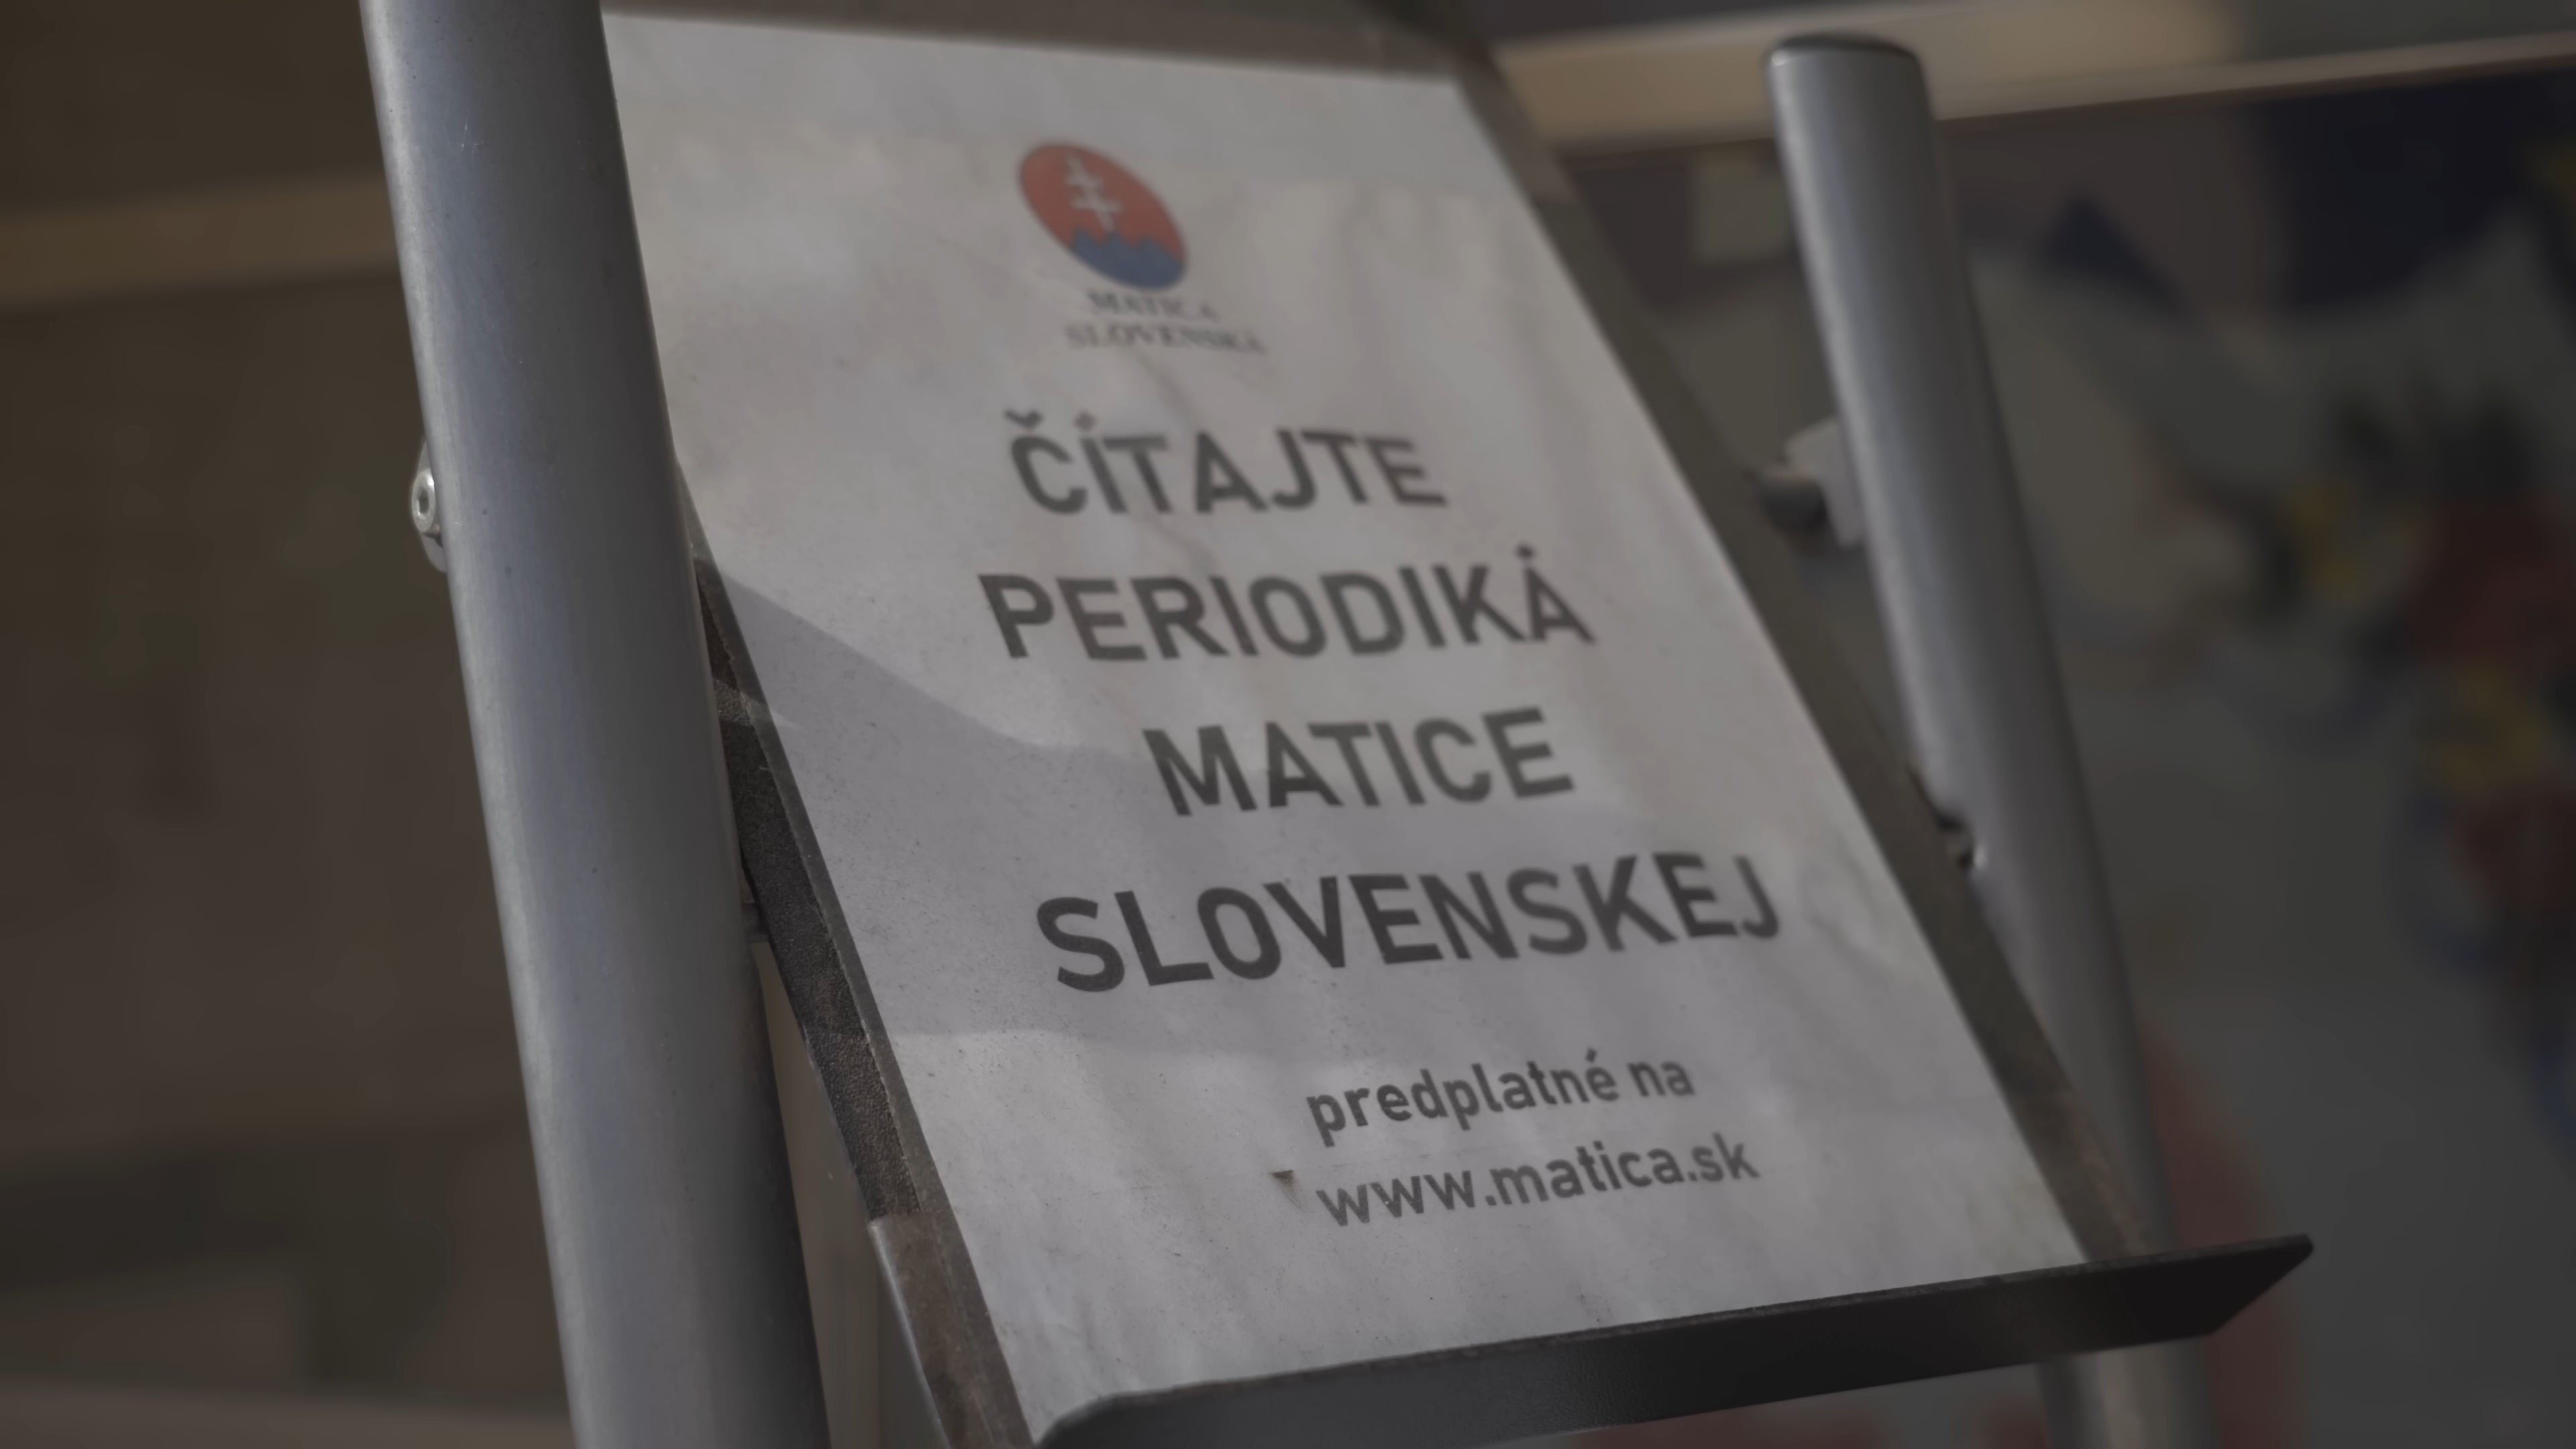 MATICA
SLOVENSKÁ
ČÍTAJTE
PERIODIKÁ
MATICE
SLOVENSKEJ
predplatné na
www.matica.sk